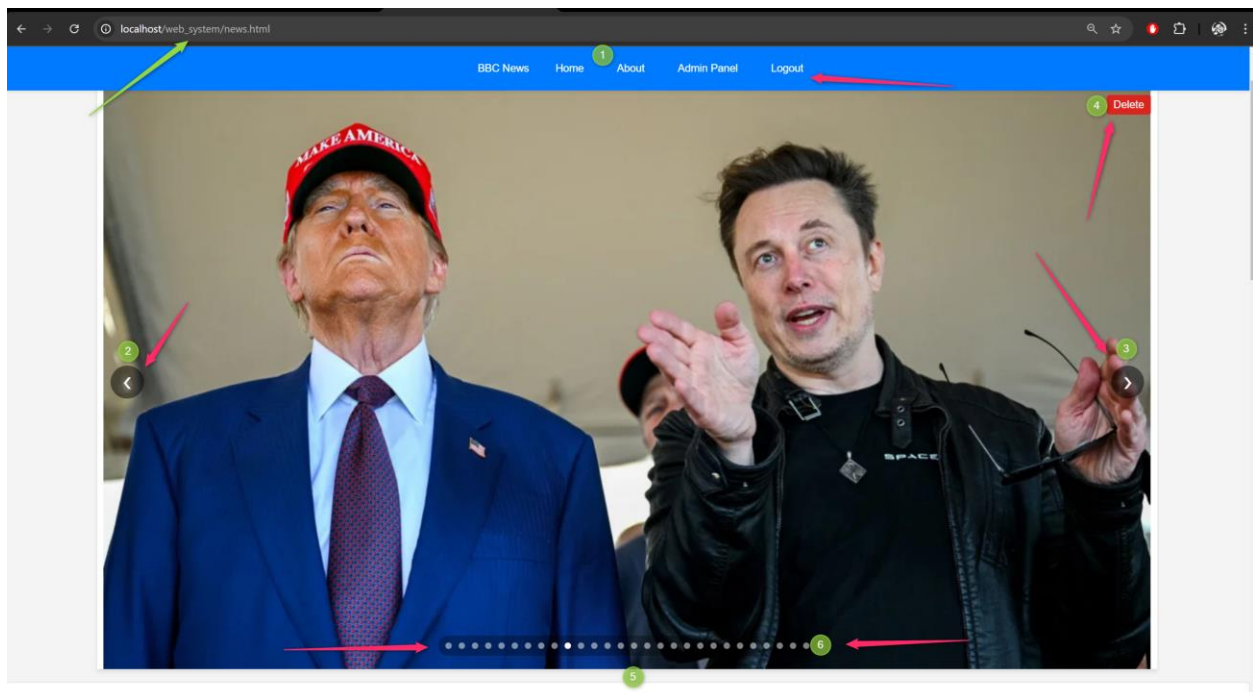 localhost/web_system/news.html
1
BBC News Home About Admin Panel Logout
4 Delete
MAKE AMERICA
2
3
SPACE
6
5